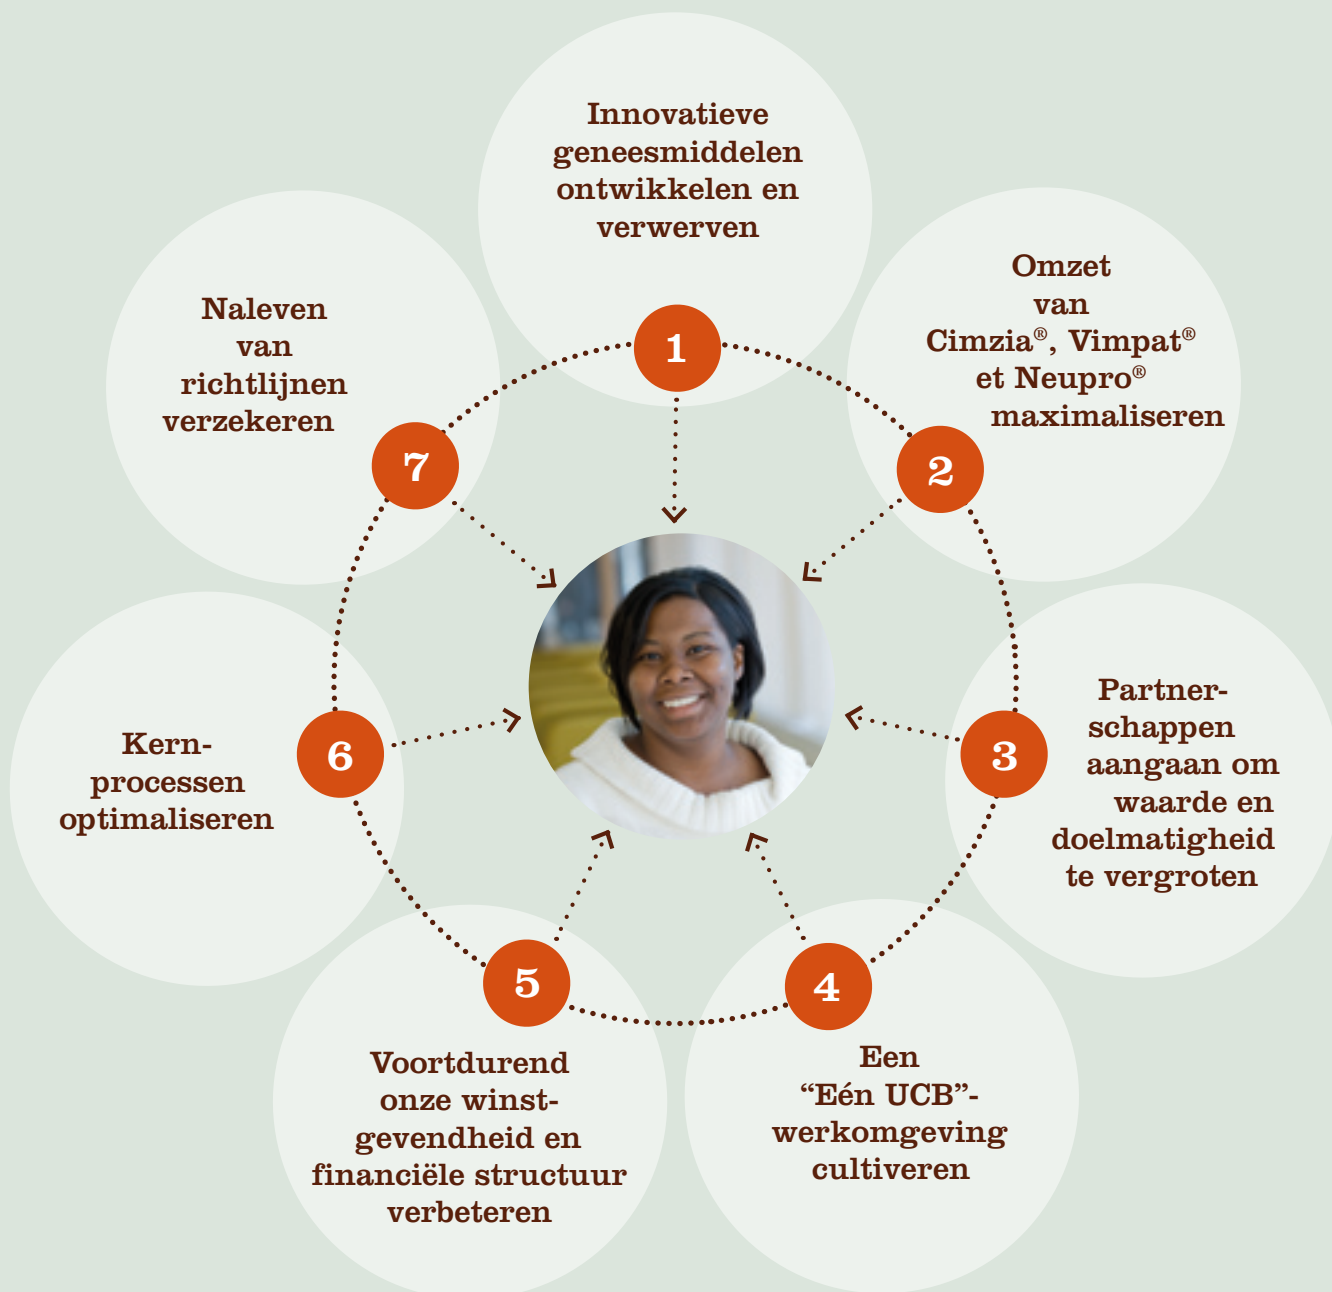 Innovatieve
geneesmiddelen
ontwikkelen en
verwerven
1
Omzet
van
Cimzia®, Vimpat®
et Neupro®
maximaliseren
2
Partner-
schappen
aangaan om
waarde en
doelmatigheid
te vergroten
3
4
Een
“Eén UCB”-
werkomgeving
cultiveren
5
Voortdurend
onze winst-
gevendheid en
financiële structuur
verbeteren
6
Kern-
processen
optimaliseren
7
Naleven
van
richtlijnen
verzekeren